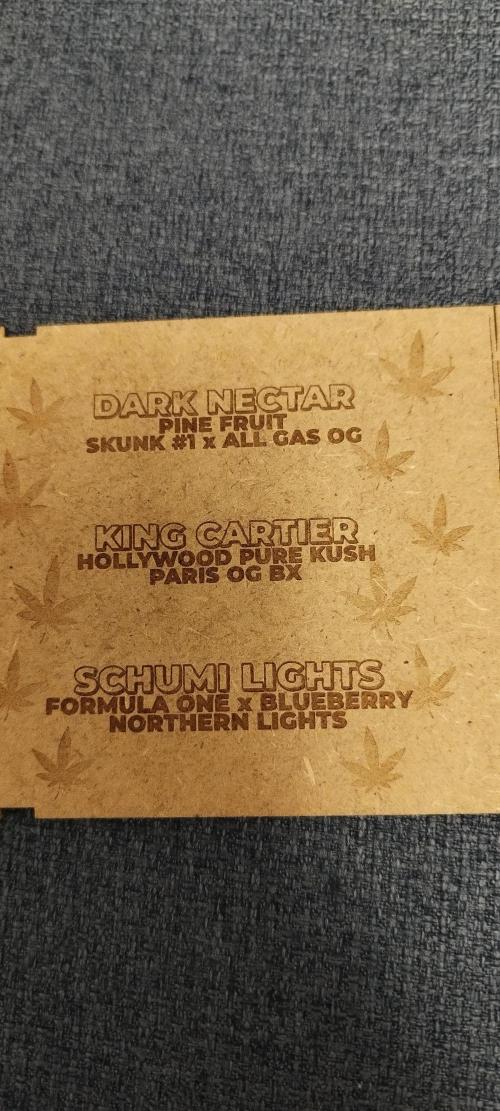 DARK NECTAR
PINE FRUIT
SKUNK #1 x ALL GAS OG
KING CARTIER
HOLLYWOOD PURE KUSH
PARIS OG BX
SCHUMI LIGHTS
FORMULA ONE x BLUEBERRY
NORTHERN LIGHTS